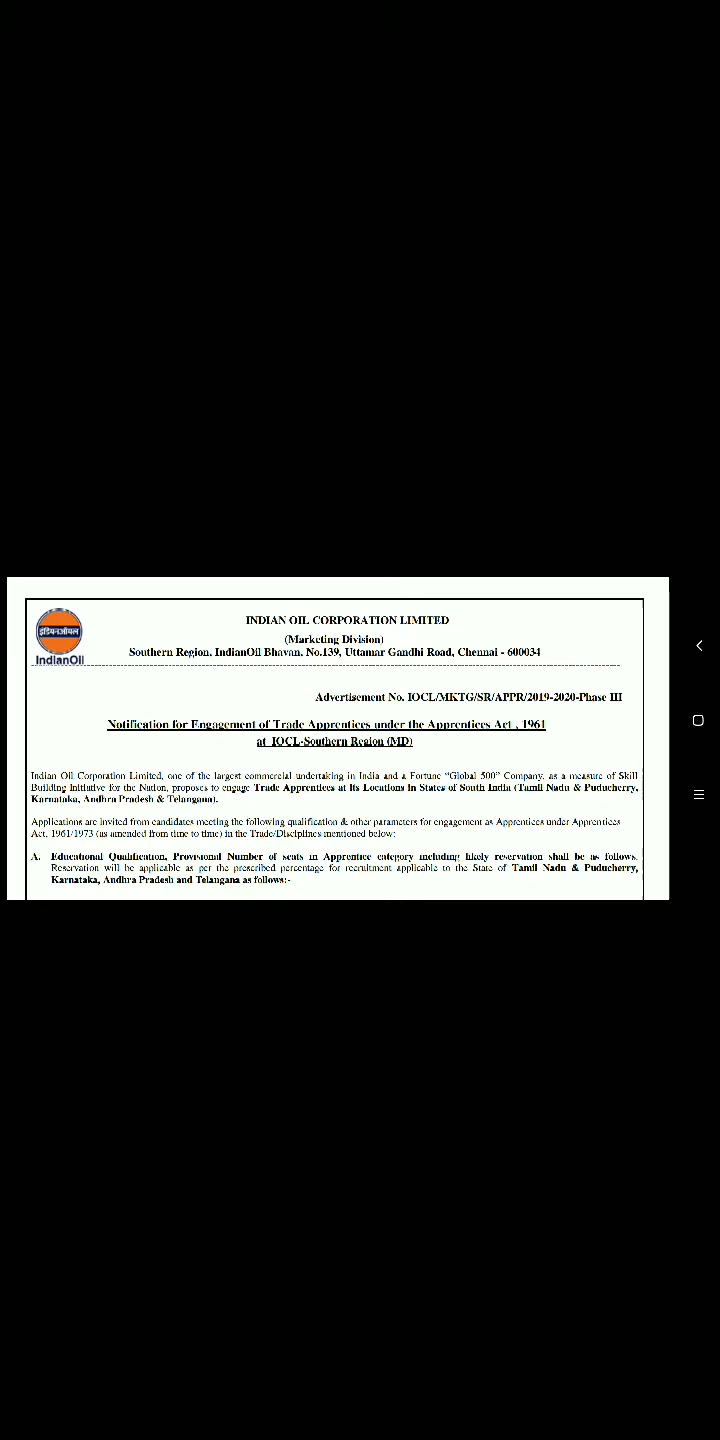 इंडियनऑयल
IndianOil
INDIAN OIL CORPORATION LIMITED
(Marketing Division)
Southern Region, IndianOil Bhavan, No.139, Uttamar Gandhi Road, Chennai - 600034
Advertisement No. IOCL/MKTG/SR/APPR/2019-2020-Phase III
Notification for Engagement of Trade Apprentices under the Apprentices Act , 1961
at IOCL-Southern Region (MD)
Indian Oil Corporation Limited, one of the largest commercial undertaking in India and a Fortune “Global 500” Company, as a measure of Skill
Building Initiative for the Nation, proposes to engage Trade Apprentices at its Locations in States of South India (Tamil Nadu & Puducherry,
Karnataka, Andhra Pradesh & Telangana).
Applications are invited from candidates meeting the following qualification & other parameters for engagement as Apprentices under Apprentices
Act, 1961/1973 (as amended from time to time) in the Trade/Disciplines mentioned below:
A. Educational Qualification, Provisional Number of seats in Apprentice category including likely reservation shall be as follows.
Reservation will be applicable as per the prescribed percentage for recruitment applicable to the State of Tamil Nadu & Puducherry,
Karnataka, Andhra Pradesh and Telangana as follows:-